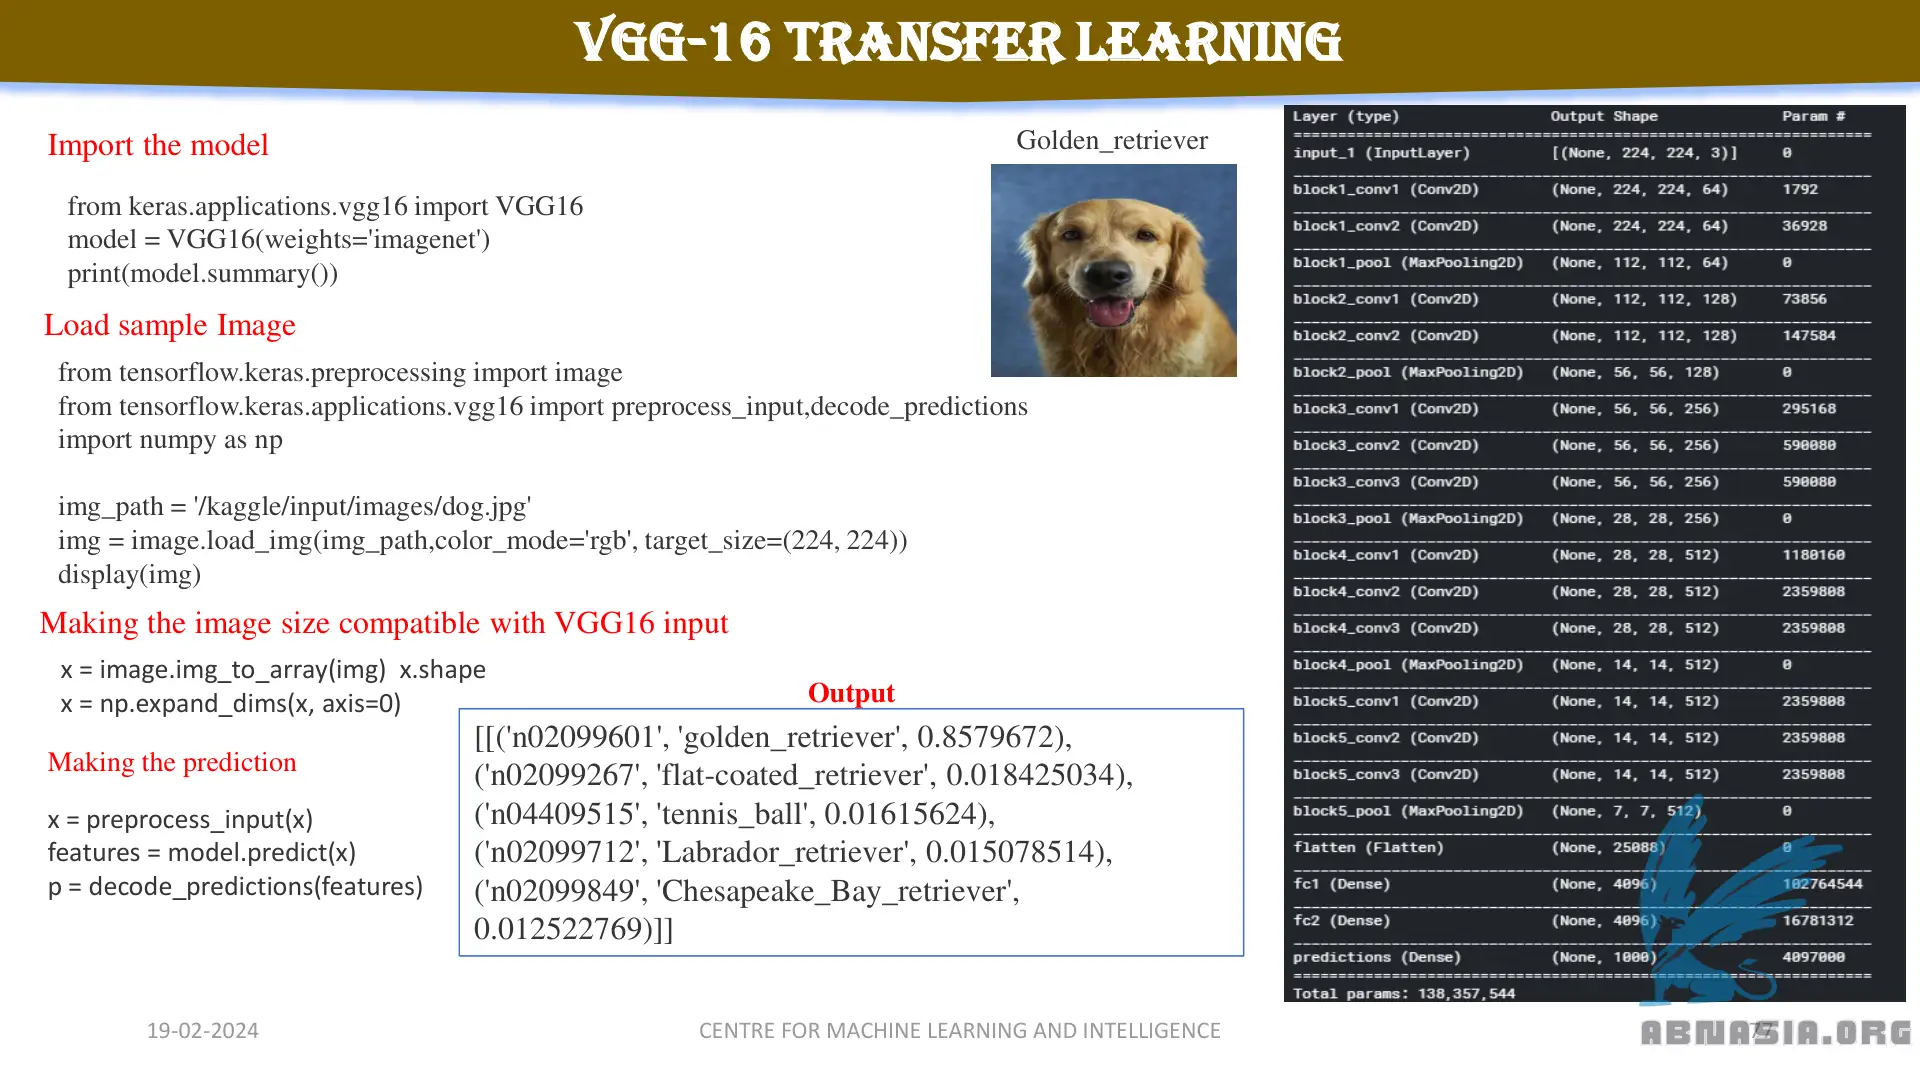 VGG-16 TRANSFER LEARNING
Import the model
from keras.applications.vgg16 import VGG16
model = VGG16(weights='imagenet')
print(model.summary())
Load sample Image
from tensorflow.keras.preprocessing import image
from tensorflow.keras.applications.vgg16 import preprocess_input,decode_predictions
import numpy as np
img_path = '/kaggle/input/images/dog.jpg'
img = image.load_img(img_path,color_mode='rgb', target_size=(224, 224))
display(img)
Making the image size compatible with VGG16 input
x = image.img_to_array(img)  x.shape
x = np.expand_dims(x, axis=0)
Making the prediction
x = preprocess_input(x)
features = model.predict(x)
p = decode_predictions(features)
Golden_retriever
Output
[[('n02099601', 'golden_retriever', 0.8579672),
('n02099267', 'flat-coated_retriever', 0.018425034),
('n04409515', 'tennis_ball', 0.01615624),
('n02099712', 'Labrador_retriever', 0.015078514),
('n02099849', 'Chesapeake_Bay_retriever',
0.012522769)]]
Layer (type) Output Shape Param #
input_1 (InputLayer) [(None, 224, 224, 3)] 0
block1_conv1 (Conv2D) (None, 224, 224, 64) 1792
block1_conv2 (Conv2D) (None, 224, 224, 64) 36928
block1_pool (MaxPooling2D) (None, 112, 112, 64) 0
block2_conv1 (Conv2D) (None, 112, 112, 128) 73856
block2_conv2 (Conv2D) (None, 112, 112, 128) 147584
block2_pool (MaxPooling2D) (None, 56, 56, 128) 0
block3_conv1 (Conv2D) (None, 56, 56, 256) 295168
block3_conv2 (Conv2D) (None, 56, 56, 256) 590080
block3_conv3 (Conv2D) (None, 56, 56, 256) 590080
block3_pool (MaxPooling2D) (None, 28, 28, 256) 0
block4_conv1 (Conv2D) (None, 28, 28, 512) 1180160
block4_conv2 (Conv2D) (None, 28, 28, 512) 2359808
block4_conv3 (Conv2D) (None, 28, 28, 512) 2359808
block4_pool (MaxPooling2D) (None, 14, 14, 512) 0
block5_conv1 (Conv2D) (None, 14, 14, 512) 2359808
block5_conv2 (Conv2D) (None, 14, 14, 512) 2359808
block5_conv3 (Conv2D) (None, 14, 14, 512) 2359808
block5_pool (MaxPooling2D) (None, 7, 7, 512) 0
flatten (Flatten) (None, 25088) 0
fc1 (Dense) (None, 4096) 102764544
fc2 (Dense) (None, 4096) 16781312
predictions (Dense) (None, 1000) 4097000
Total params: 138,357,544
19-02-2024
CENTRE FOR MACHINE LEARNING AND INTELLIGENCE
77
ABNASIA.ORG